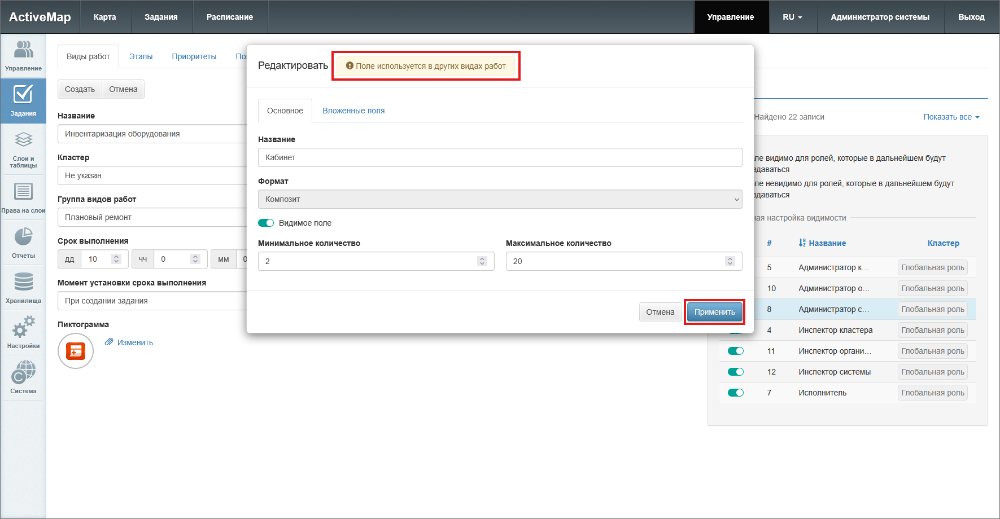 ActiveMap
Карта
Задания
Расписание
Управление
RU
Администратор системы
Выход
Управление
Задания
Слои и
таблицы
Права на слои
Отчеты
Хранилища
Настройки
Система
Виды работ
Этапы
Приоритеты
Создать
Отмена
Название
Инвентаризация оборудования
Кластер
Не указан
Группа видов работ
Плановый ремонт
Срок выполнения
дд 10 чч 0 мм 0
Момент установки срока выполнения
При создании задания
Пиктограмма
Изменить
Редактировать
Поле используется в других видах работ
Основное
Вложенные поля
Название
Кабинет
Формат
Композит
Видимое поле
Минимальное количество
Максимальное количество
2
20
Отмена
Применить
Найдено 22 записи
Показать все
видимо для ролей, которые в дальнейшем будут
невидимо для ролей, которые в дальнейшем будут
настройка видимости
# Название Кластер
5 Администратор к... Глобальная роль
10 Администратор о... Глобальная роль
8 Администратор с... Глобальная роль
4 Инспектор кластера Глобальная роль
11 Инспектор органи... Глобальная роль
12 Инспектор системы Глобальная роль
7 Исполнитель Глобальная роль